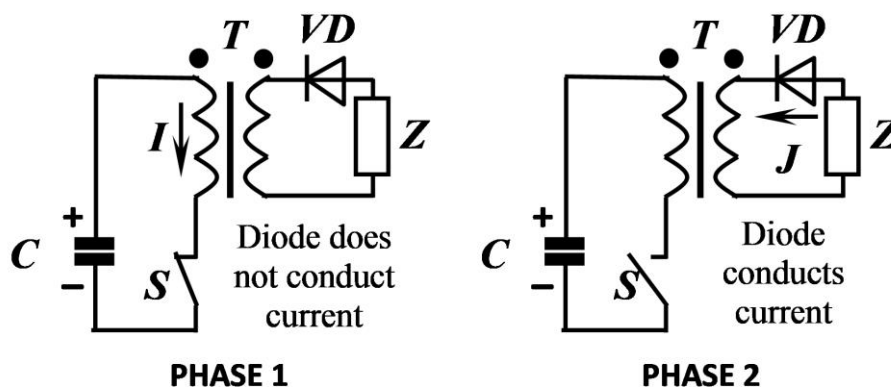 T
VD
I
Z
+
C
–
S
Diode does
not conduct
current
PHASE 1
T
VD
Z
J
+
C
–
S
Diode
conducts
current
PHASE 2